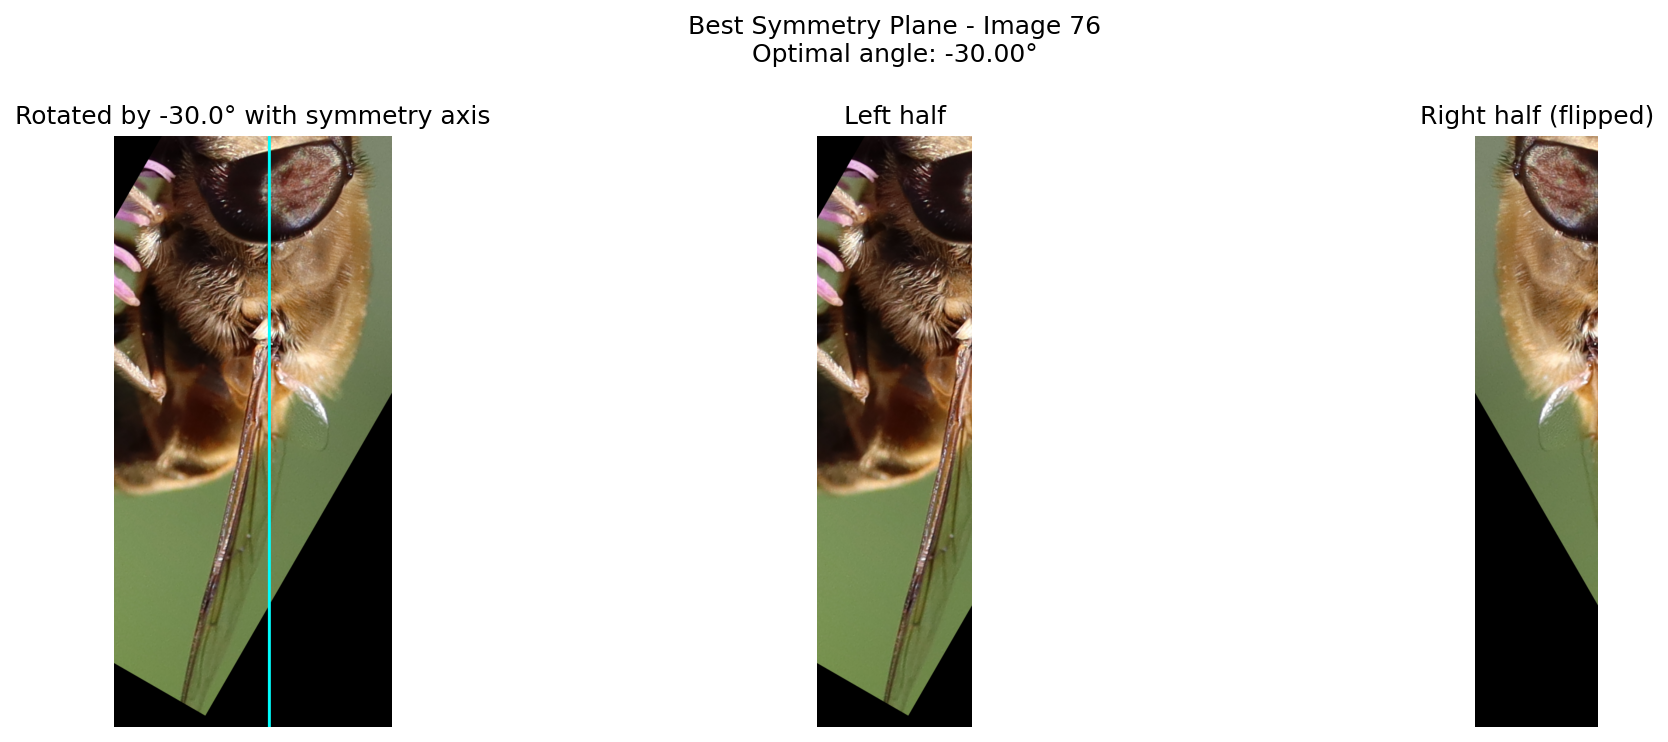 Best Symmetry Plane - Image 76
Optimal angle: -30.00°
Rotated by -30.0° with symmetry axis
Left half
Right half (flipped)